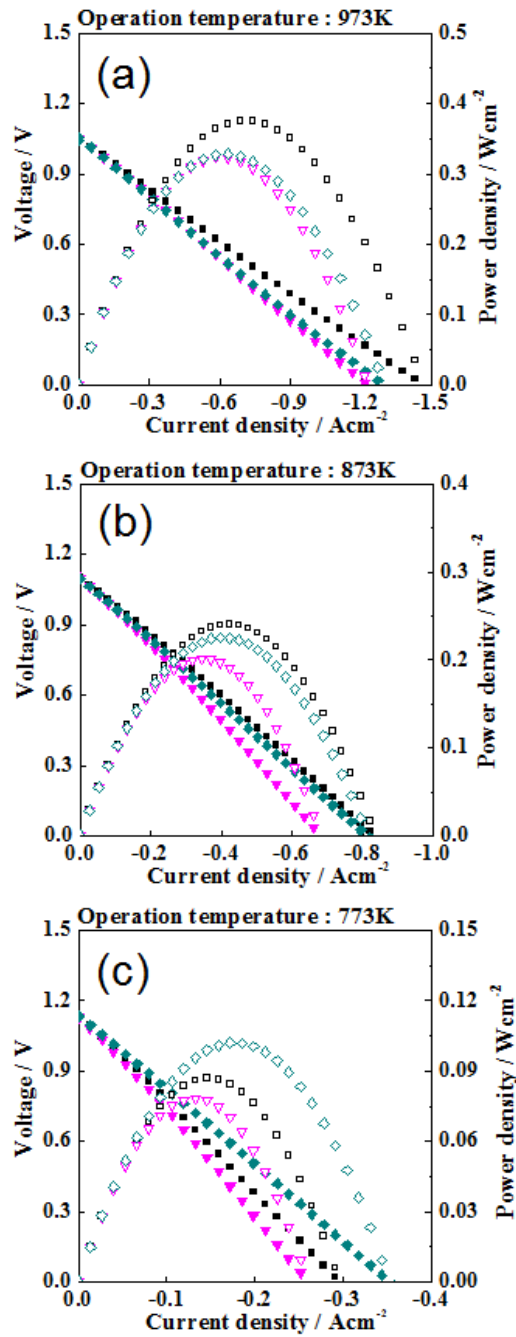 Operation temperature : 973K
(a)
1.5
1.2
0.9
0.6
0.3
0.0
Voltage / V
0.5
0.4
0.3
0.2
0.1
0.0
Power density / Wcm-2
0.0 -0.3 -0.6 -0.9 -1.2 -1.5
Current density / Acm-2
Operation temperature : 873K
(b)
1.5
1.2
0.9
0.6
0.3
0.0
Voltage / V
0.4
0.3
0.2
0.1
0.0
Power density / Wcm-2
0.0 -0.2 -0.4 -0.6 -0.8 -1.0
Current density / Acm-2
Operation temperature : 773K
(c)
1.5
1.2
0.9
0.6
0.3
0.0
Voltage / V
0.15
0.12
0.09
0.06
0.03
0.00
Power density / Wcm-2
0.0 -0.1 -0.2 -0.3 -0.4
Current density / Acm-2